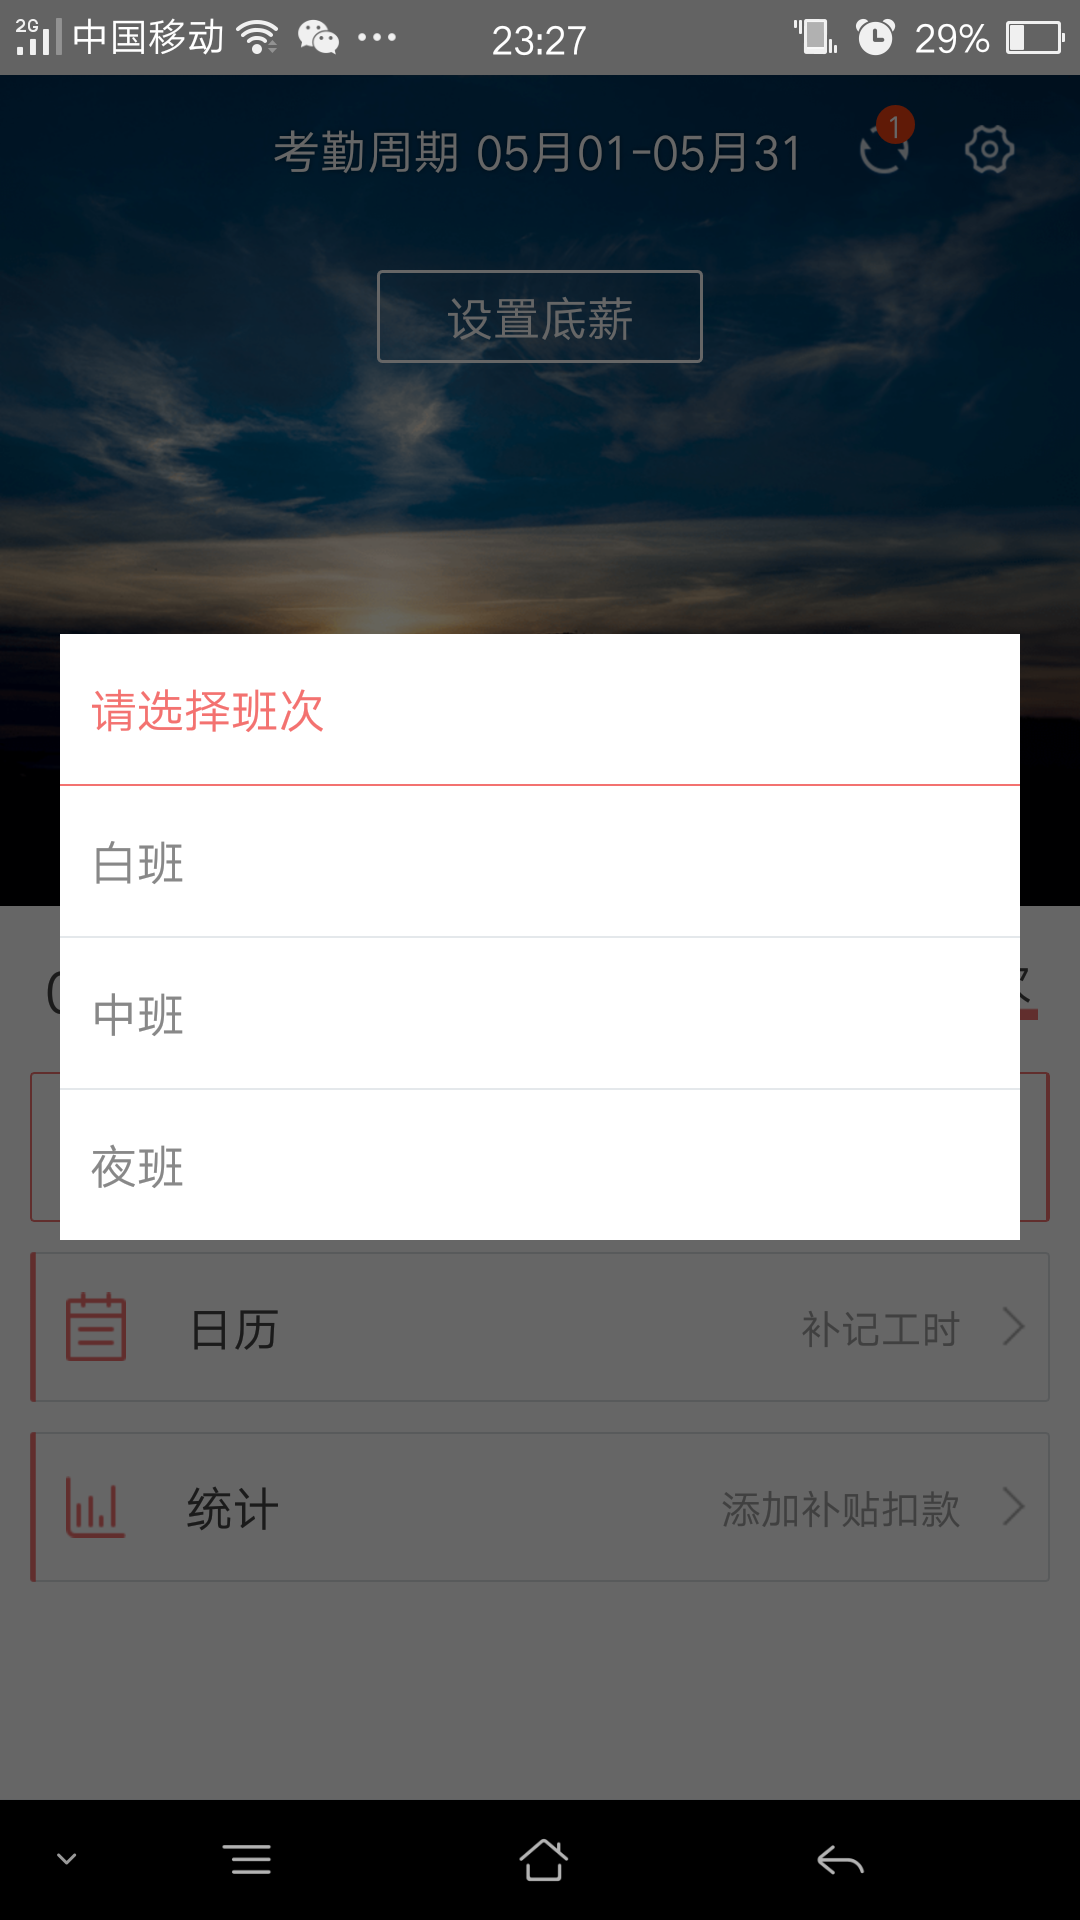 2G 中国移动 23:27 29%
考勤周期 05月01-05月31 1
设置底薪
请选择班次
白班
中班
夜班
日历 补记工时
统计 添加补贴扣款